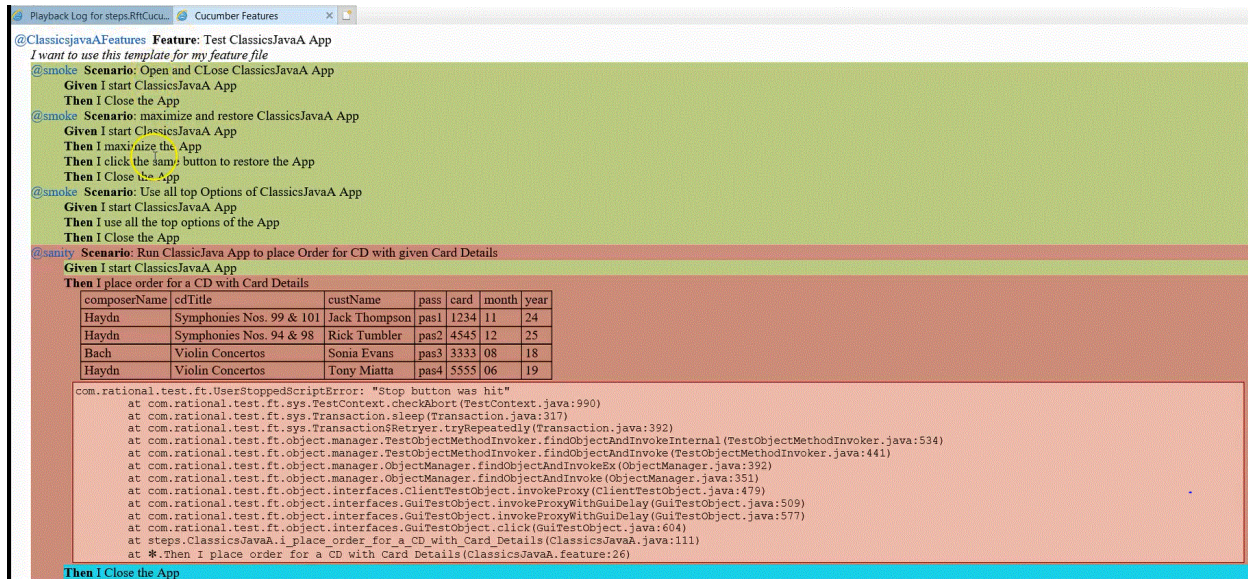 Playback Log for steps.RftCucu... Cucumber Features
@ClassicsjavaAFeatures Feature: Test ClassicJavaA App
I want to use this template for my feature file
@smoke Scenario: Open and CLose ClassicsJavaA App
Given I start ClassicsJavaA App
Then I Close the App
@smoke Scenario: maximize and restore ClassicsJavaA App
Given I start ClassicsJavaA App
Then I maximize the App
Then I click the same button to restore the App
Then I Close the App
@smoke Scenario: Use all top Options of ClassicsJavaA App
Given I start ClassicsJavaA App
Then I use all the top options of the App
Then I Close the App
@sanity Scenario: Run ClassicJava App to place Order for CD with given Card Details
Given I start ClassicsJavaA App
Then I place order for a CD with Card Details
composerName cdTitle custName pass card month year
Haydn Symphonies Nos. 99 & 101 Jack Thompson pas1 1234 11 24
Haydn Symphonies Nos. 94 & 98 Rick Tumbler pas2 4545 12 25
Bach Violin Concertos Sonia Evans pas3 3333 08 18
Haydn Violin Concertos Tony Miatta pas4 5555 06 19
com.rational.test.ft.UserStoppedScriptError: "Stop button was hit"
at com.rational.test.ft.sys.TestContext.checkAbort(TestContext.java:990)
at com.rational.test.ft.sys.Transaction.sleep(Transaction.java:317)
at com.rational.test.ft.sys.Transaction$Retryer.tryRepeatedly(Transaction.java:392)
at com.rational.test.ft.object.manager.TestObjectMethodInvoker.findObjectAndInvokeInternal(TestObjectMethodInvoker.java:534)
at com.rational.test.ft.object.manager.TestObjectMethodInvoker.findObjectAndInvoke(TestObjectMethodInvoker.java:441)
at com.rational.test.ft.object.manager.ObjectManager.findObjectAndInvokeEx(ObjectManager.java:392)
at com.rational.test.ft.object.manager.ObjectManager.findObjectAndInvoke(ObjectManager.java:351)
at com.rational.test.ft.object.interfaces.ClientTestObject.invokeProxy(ClientTestObject.java:479)
at com.rational.test.ft.object.interfaces.GuiTestObject.invokeProxyWithGuiDelay(GuiTestObject.java:509)
at com.rational.test.ft.object.interfaces.GuiTestObject.invokeProxyWithGuiDelay(GuiTestObject.java:577)
at com.rational.test.ft.object.interfaces.GuiTestObject.click(GuiTestObject.java:604)
at steps.ClassicsJavaA.i_place_order_for_a_CD_with_Card_Details(ClassicsJavaA.java:111)
at ✻.Then I place order for a CD with Card Details(ClassicsJavaA.feature:26)
Then I Close the App